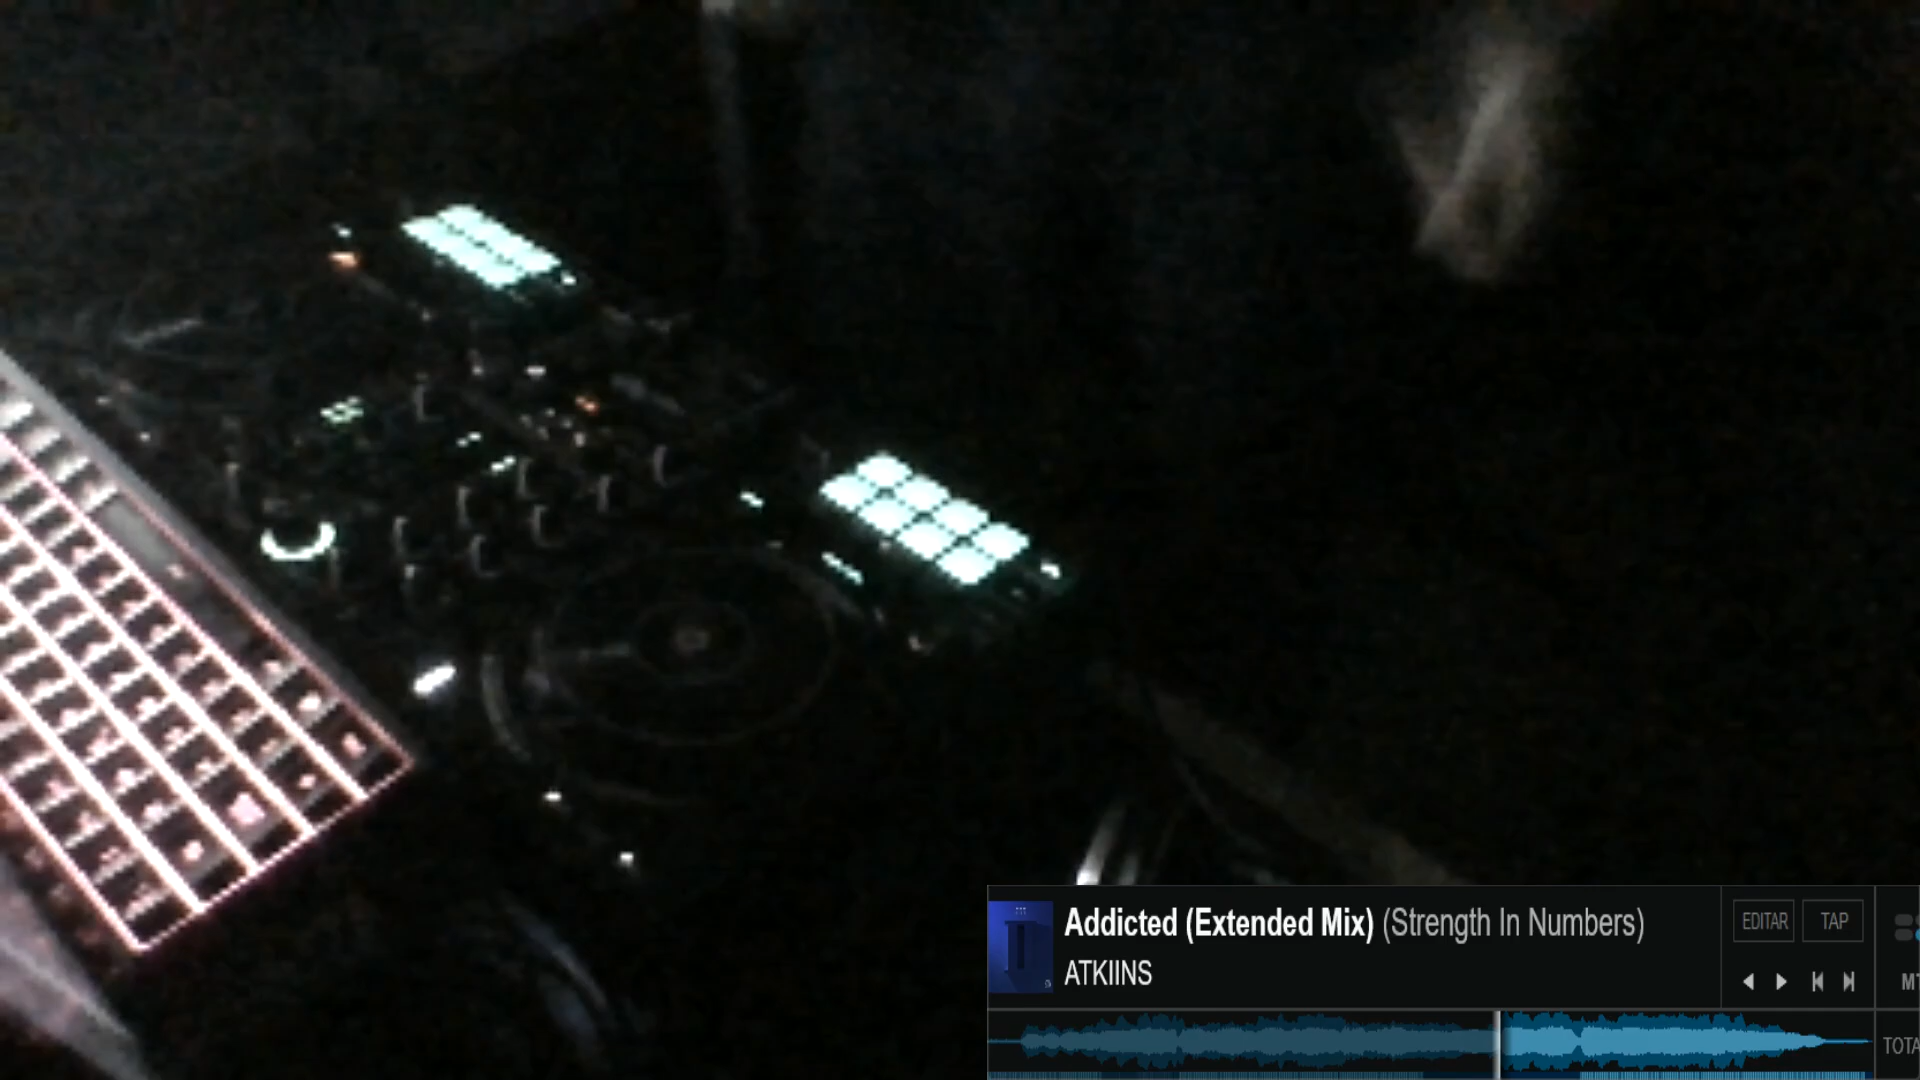 Addicted (Extended Mix) (Strength In Numbers)
ATKIINS
EDITAR
TAP